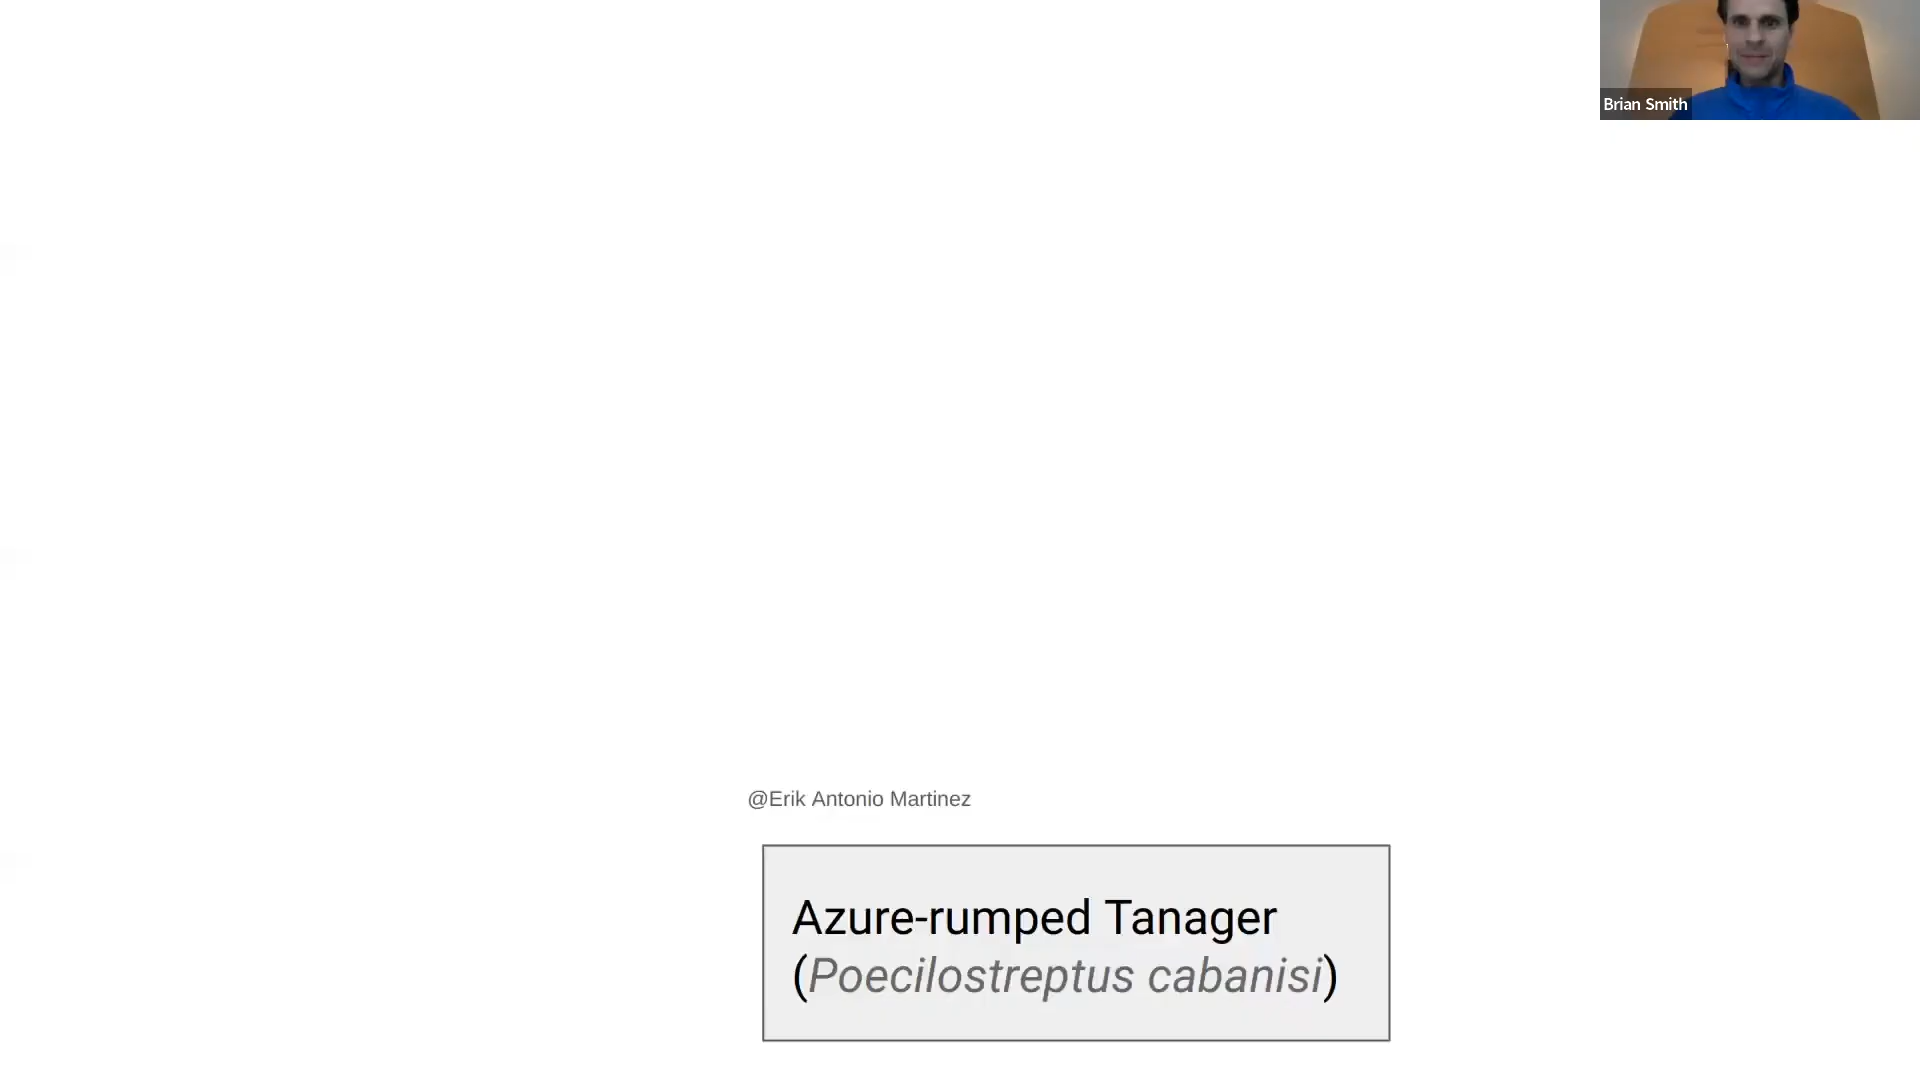 Brian Smith
@Erik Antonio Martinez
Azure-rumped Tanager
(Poecilostreptus cabanisi)